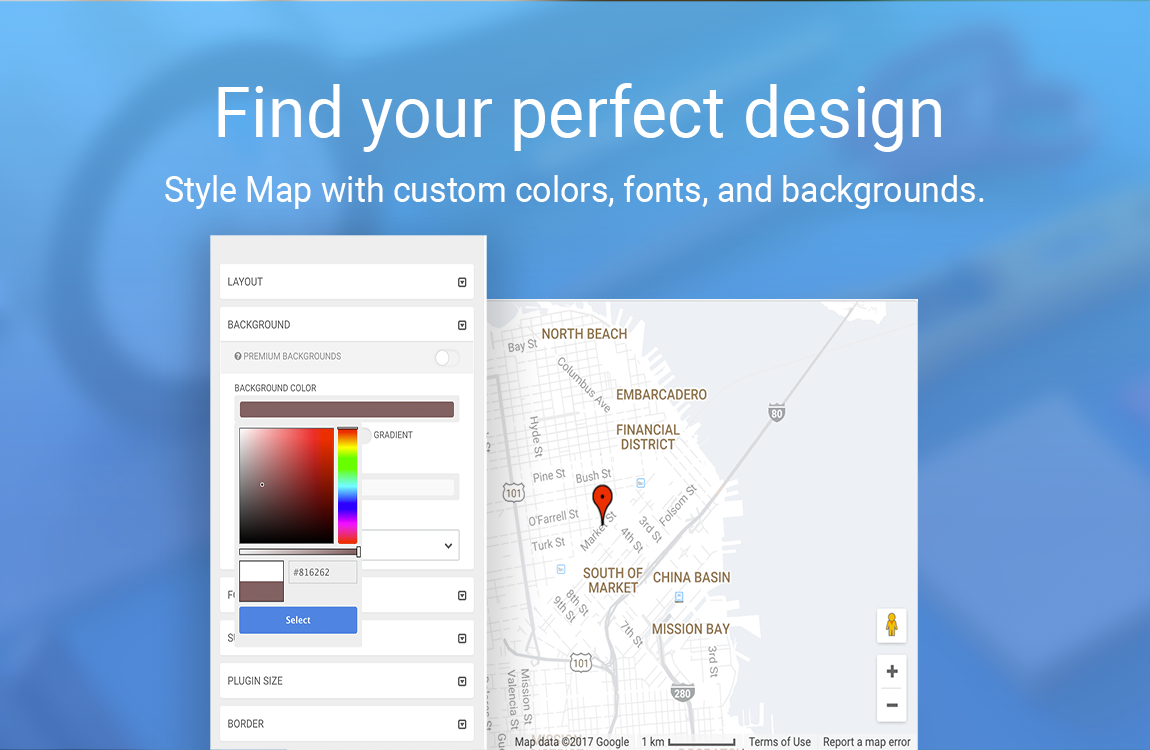 Find your perfect design
Style Map with custom colors, fonts, and backgrounds.
LAYOUT
BACKGROUND
PREMIUM BACKGROUNDS
BACKGROUND COLOR
GRADIENT
#816262
Select
PLUGIN SIZE
BORDER
NORTH BEACH
Bay St
Columbus Ave
EMBARCADERO
80
FINANCIAL
DISTRICT
Hyde St
Pine St
Bush St
101
O'Farrell St
Market St
Folsom St
3rd St
4th St
Turk St
SOUTH OF
MARKET
CHINA BASIN
8th St
9th St
7th St
MISSION BAY
3rd St
101
280
Mission St
Valencia St
MISSION
Map data ©2017 Google
1 km
Terms of Use
Report a map error